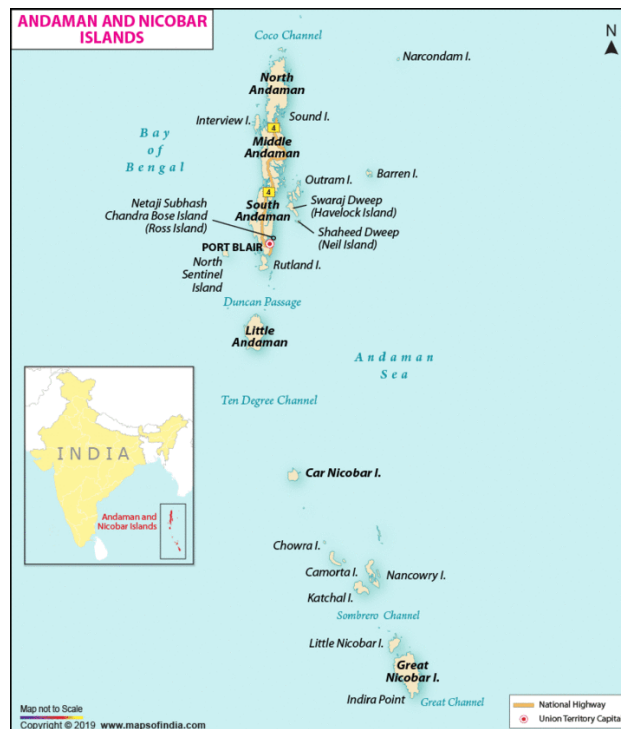 ANDAMAN AND NICOBAR
ISLANDS
N
Coco Channel
Narcondam I.
North
Andaman
Interview I.
Sound I.
4
Middle
Andaman
Bay
of
Bengal
Barren I.
Outram I.
4
Swaraj Dweep
(Havelock Island)
South
Andaman
Netaji Subhash
Chandra Bose Island
(Ross Island)
Shaheed Dweep
(Neil Island)
PORT BLAIR
North
Sentinel
Island
Rutland I.
Duncan Passage
Little
Andaman
Andaman
Sea
Ten Degree Channel
INDIA
Andaman and
Nicobar Islands
Car Nicobar I.
Chowra I.
Camorta I.
Nancowry I.
Katchal I.
Sombrero Channel
Little Nicobar I.
Great
Nicobar I.
Indira Point
Great Channel
Map not to Scale
Copyright © 2019 www.mapsofindia.com
National Highway
Union Territory Capital